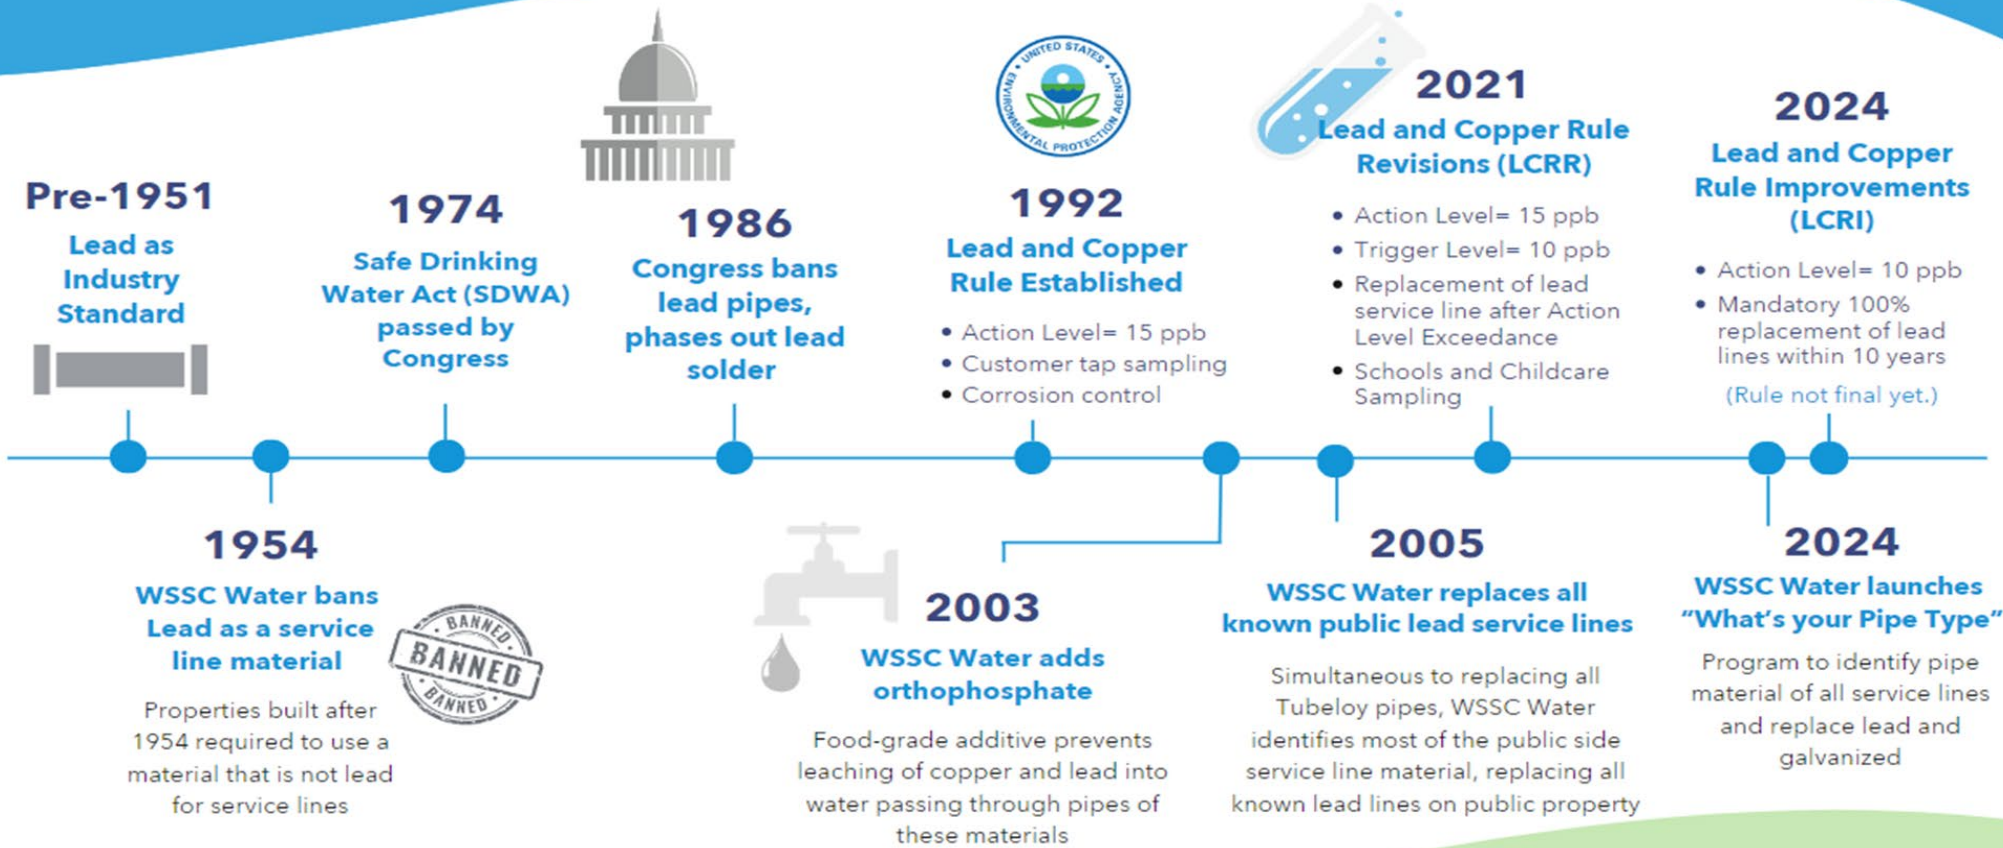 Pre-1951
Lead as
Industry
Standard
1974
Safe Drinking
Water Act (SDWA)
passed by
Congress
1986
Congress bans
lead pipes,
phases out lead
solder
UNITED STATES
ENVIRONMENTAL PROTECTION AGENCY
1992
Lead and Copper
Rule Established
• Action Level= 15 ppb
• Customer tap sampling
• Corrosion control
2021
Lead and Copper Rule
Revisions (LCRR)
• Action Level= 15 ppb
• Trigger Level= 10 ppb
• Replacement of lead
service line after Action
Level Exceedance
• Schools and Childcare
Sampling
2024
Lead and Copper
Rule Improvements
(LCRI)
• Action Level= 10 ppb
• Mandatory 100%
replacement of lead
lines within 10 years
(Rule not final yet.)
1954
WSSC Water bans
Lead as a service
line material
Properties built after
1954 required to use a
material that is not lead
for service lines
BANNED
BANNED
BANNED
2003
WSSC Water adds
orthophosphate
Food-grade additive prevents
leaching of copper and lead into
water passing through pipes of
these materials
2005
WSSC Water replaces all
known public lead service lines
Simultaneous to replacing all
Tubeloy pipes, WSSC Water
identifies most of the public side
service line material, replacing all
known lead lines on public property
2024
WSSC Water launches
“What’s your Pipe Type”
Program to identify pipe
material of all service lines
and replace lead and
galvanized